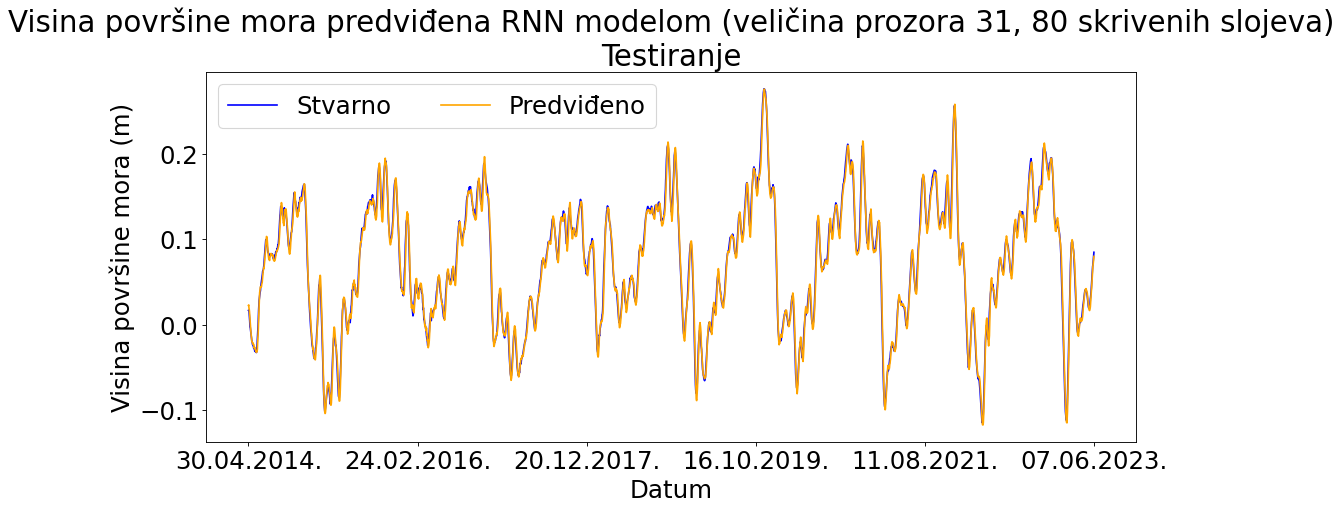 Visina površine mora predviđena RNN modelom (veličina prozora 31, 80 skrivenih slojeva)
Testiranje
Stvarno Predviđeno
Visina površine mora (m)
0.2
0.1
0.0
−0.1
30.04.2014. 24.02.2016. 20.12.2017. 16.10.2019. 11.08.2021. 07.06.2023.
Datum